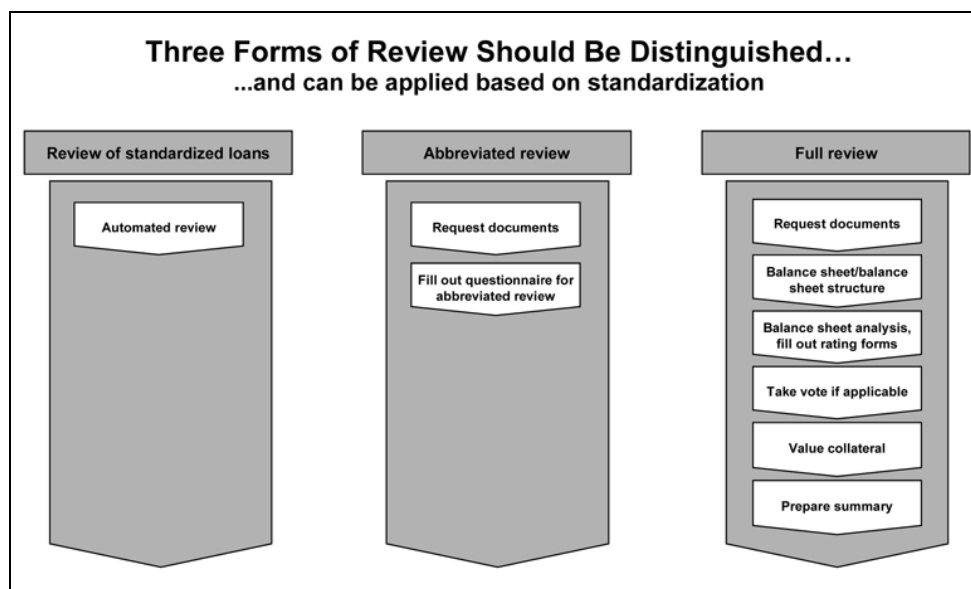 Three Forms of Review Should Be Distinguished…
...and can be applied based on standardization
Review of standardized loans
Automated review
Abbreviated review
Request documents
Fill out questionnaire for
abbreviated review
Full review
Request documents
Balance sheet/balance
sheet structure
Balance sheet analysis,
fill out rating forms
Take vote if applicable
Value collateral
Prepare summary